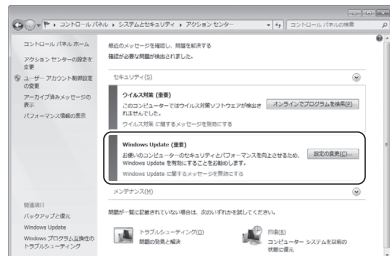 コントロール パネル ▸ システムとセキュリティ ▸ アクション センター
コントロール パネルの検索
コントロール パネル ホーム
アクション センターの設定を変更
ユーザー アカウント制御設定の変更
アーカイブ済みメッセージの表示
パフォーマンス情報の表示
最近のメッセージを確認し、問題を解決する
確認が必要な問題が検出されました。
セキュリティ(S)
ウイルス対策 (重要)
このコンピューターではウイルス対策ソフトウェアが検出されませんでした。
オンラインでプログラムを検索(P)
ウイルス対策 に関するメッセージを無効にする
Windows Update (重要)
お使いのコンピューターのセキュリティとパフォーマンスを向上させるため、
Windows Update を有効にすることをお勧めします。
設定の変更(C)...
Windows Update に関するメッセージを無効にする
メンテナンス(M)
問題が一覧に記載されていない場合は、次のいずれかを試してください。
トラブルシューティング(D)
問題の発見と解決
回復(E)
コンピューター システムを以前の
状態に復元
関連項目
バックアップと復元
Windows Update
Windows プログラム互換性の
トラブルシューティング